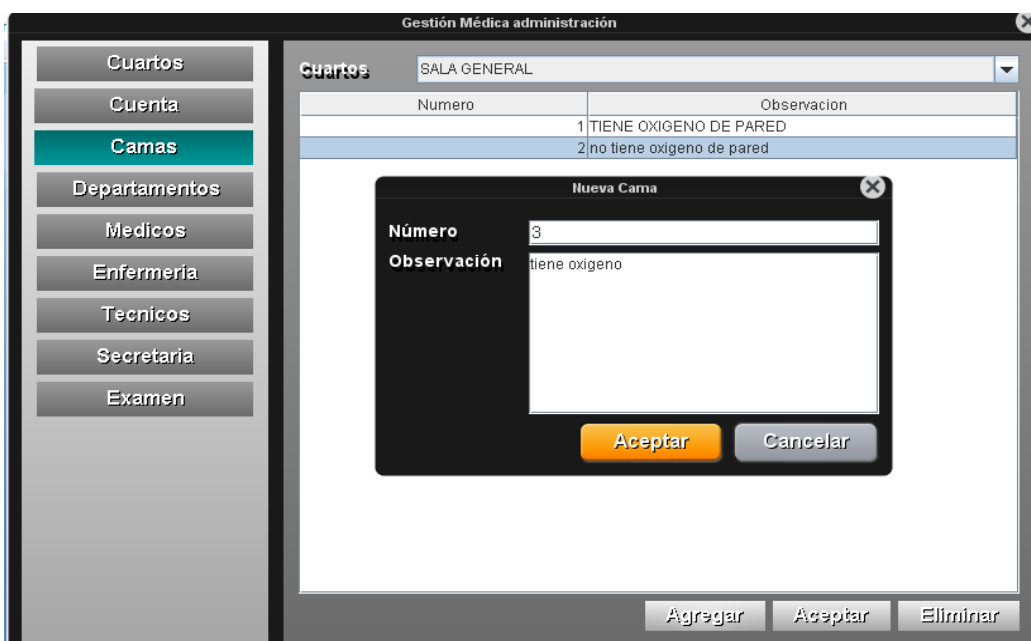 Gestión Médica administración
Cuartos
Cuenta
Camas
Departamentos
Medicos
Enfermeria
Tecnicos
Secretaria
Examen
Cuartos SALA GENERAL
Numero Observacion
1 TIENE OXIGENO DE PARED
2 no tiene oxigeno de pared
Nueva Cama
Número 3
Observación tiene oxigeno
Aceptar Cancelar
Agregar Aceptar Eliminar